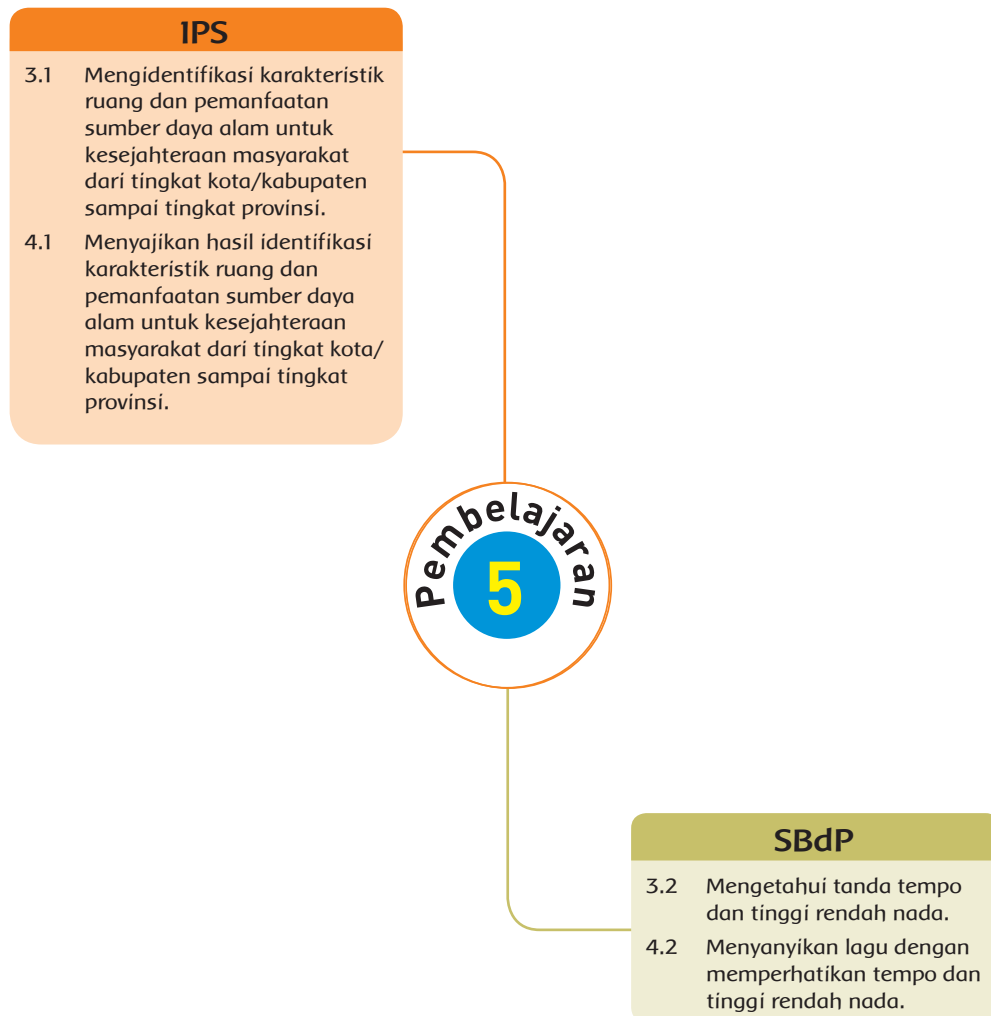 IPS
3.1 Mengidentifikasi karakteristik
ruang dan pemanfaatan
sumber daya alam untuk
kesejahteraan masyarakat
dari tingkat kota/kabupaten
sampai tingkat provinsi.
4.1 Menyajikan hasil identifikasi
karakteristik ruang dan
pemanfaatan sumber daya
alam untuk kesejahteraan
masyarakat dari tingkat kota/
kabupaten sampai tingkat
provinsi.
Pembelajaran
5
SBdP
3.2 Mengetahui tanda tempo
dan tinggi rendah nada.
4.2 Menyanyikan lagu dengan
memperhatikan tempo dan
tinggi rendah nada.